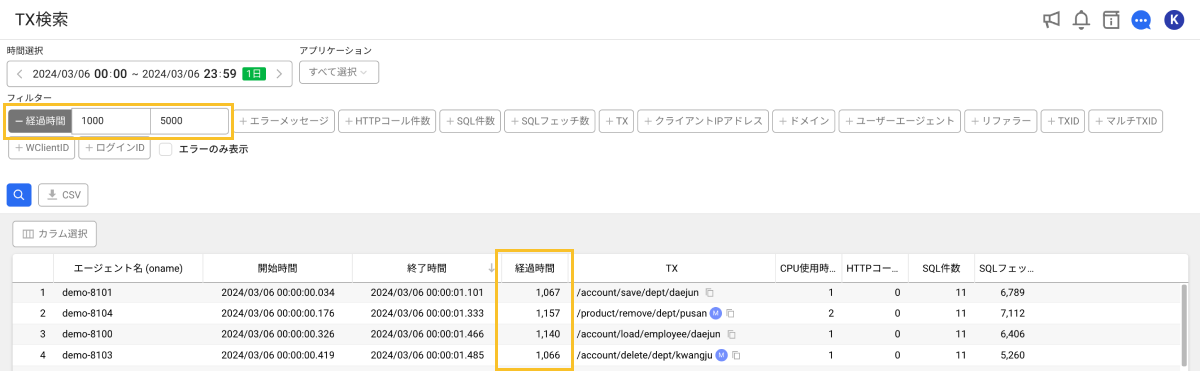 TX検索
K
時間選択
アプリケーション
2024/03/06 00:00 ~ 2024/03/06 23:59 1日
すべて選択
フィルター
経過時間 1000 5000 + エラーメッセージ + HTTPコール件数 + SQL件数 + SQLフェッチ数 + TX + クライアントIPアドレス + ドメイン + ユーザーエージェント + リファラー + TXID + マルチTXID
+ WClientID + ログインID エラーのみ表示
CSV
カラム選択
エージェント名 (oname) 開始時間 終了時間 ↓ 経過時間 TX CPU使用時... HTTPコー... SQL件数 SQLフェッ...
1 demo-8101 2024/03/06 00:00:00.034 2024/03/06 00:00:01.101 1,067 /account/save/dept/daejun 1 0 11 6,789
2 demo-8104 2024/03/06 00:00:00.176 2024/03/06 00:00:01.333 1,157 /product/remove/dept/pusan M 2 0 11 7,112
3 demo-8100 2024/03/06 00:00:00.326 2024/03/06 00:00:01.466 1,140 /account/load/employee/daejun 1 0 11 6,406
4 demo-8103 2024/03/06 00:00:00.419 2024/03/06 00:00:01.485 1,066 /account/delete/dept/kwangju M 1 0 11 5,260